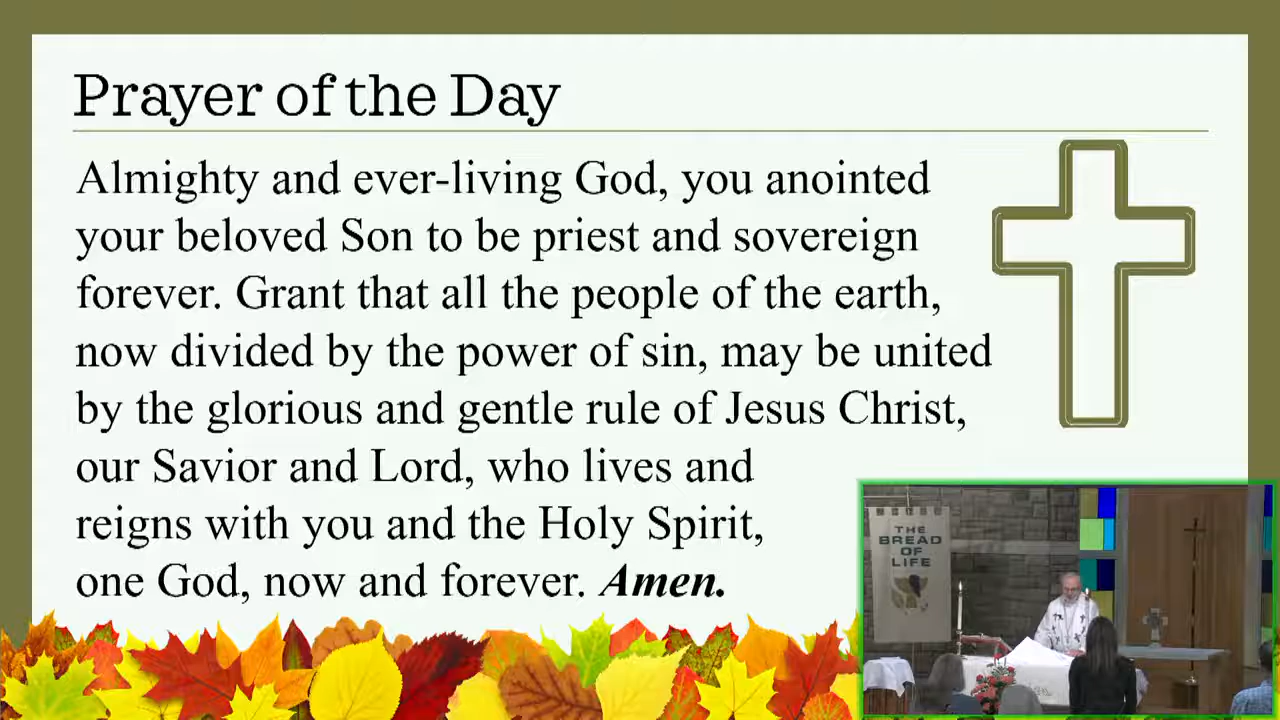 Prayer of the Day
Almighty and ever-living God, you anointed
your beloved Son to be priest and sovereign
forever. Grant that all the people of the earth,
now divided by the power of sin, may be united
by the glorious and gentle rule of Jesus Christ,
our Savior and Lord, who lives and
reigns with you and the Holy Spirit,
one God, now and forever. Amen.
THE
BREAD
OF
LIFE